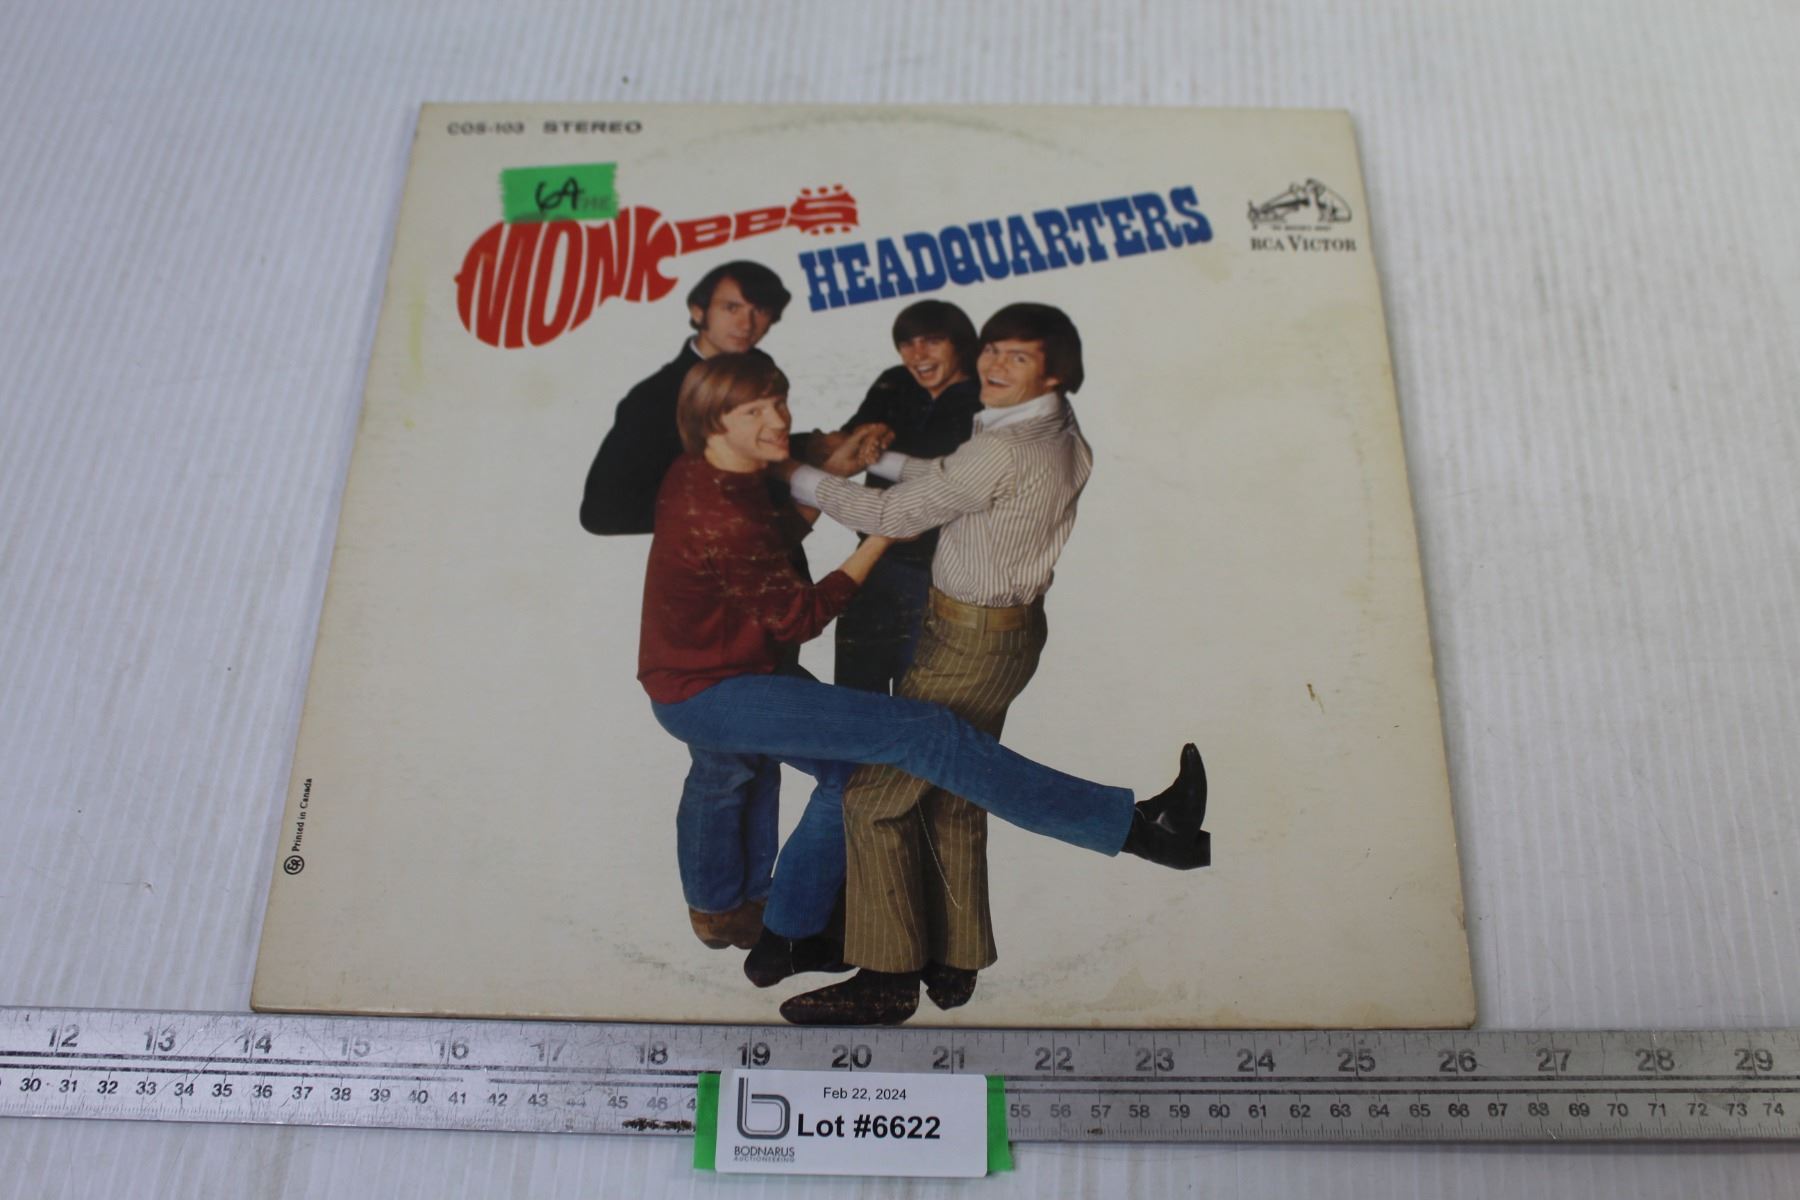 COS-103 STEREO
64
MONKEES
HEADQUARTERS
RCA VICTOR
Printed in Canada
12 13 14 15 16 17 18 19 20 21 22 23 24 25 26 27 28 29
30 31 32 33 34 35 36 37 38 39 40 41 42 43 44 45 46 55 56 57 58 59 60 61 62 63 64 65 66 67 68 69 70 71 72 73 74
Feb 22, 2024
Lot #6622
BODNARUS
AUCTIONEERING